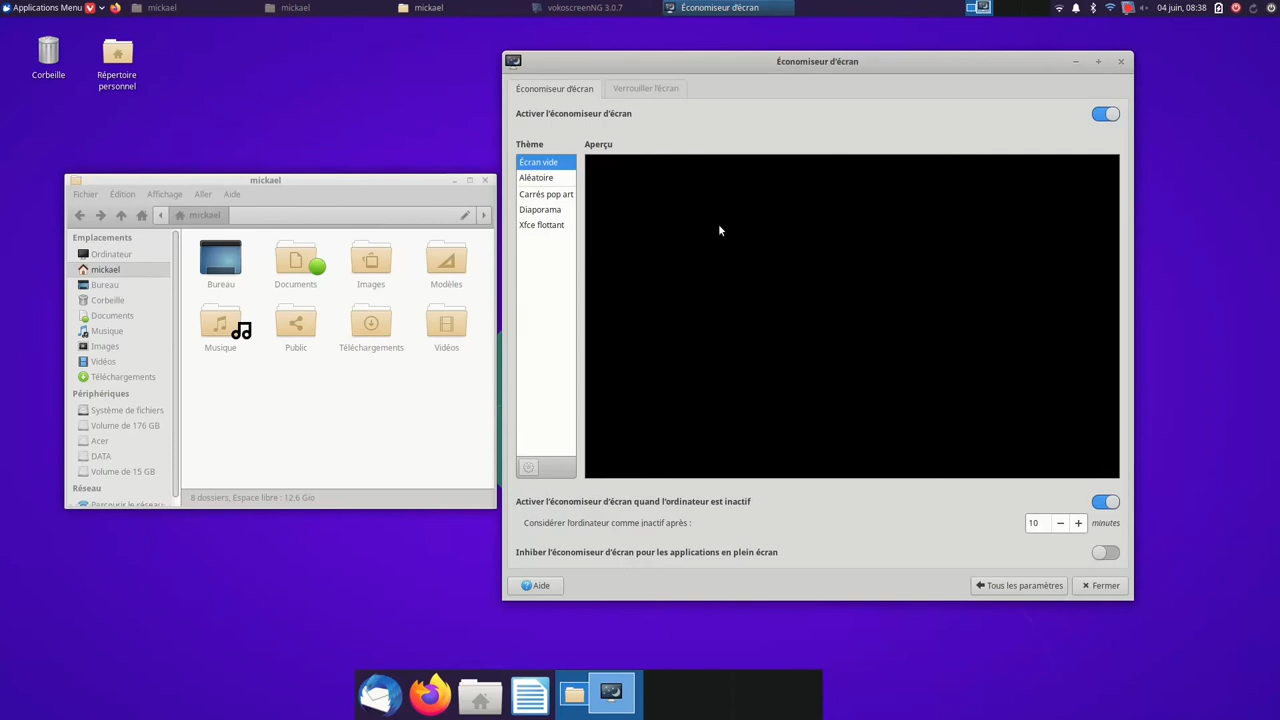 Applications Menu
mickael
mickael
mickael
vokoscreenNG 3.0.7
Économiseur d'écran
04 juin, 08:38
Corbeille
Répertoire
personnel
mickael
Fichier Édition Affichage Aller Aide
mickael
Emplacements
Ordinateur
mickael
Bureau
Corbeille
Documents
Musique
Images
Vidéos
Téléchargements
Périphériques
Système de fichiers
Volume de 176 GB
Acer
DATA
Volume de 15 GB
Réseau
Parcourir le réseau
Bureau Documents Images Modèles
Musique Public Téléchargements Vidéos
8 dossiers, Espace libre : 12,6 Gio
Économiseur d'écran
Économiseur d'écran Verrouiller l'écran
Activer l'économiseur d'écran
Thème Aperçu
Écran vide
Aléatoire
Carrés pop art
Diaporama
Xfce flottant
Activer l'économiseur d'écran quand l'ordinateur est inactif
Considérer l'ordinateur comme inactif après : 10 minutes
Inhiber l'économiseur d'écran pour les applications en plein écran
Aide Tous les paramètres Fermer